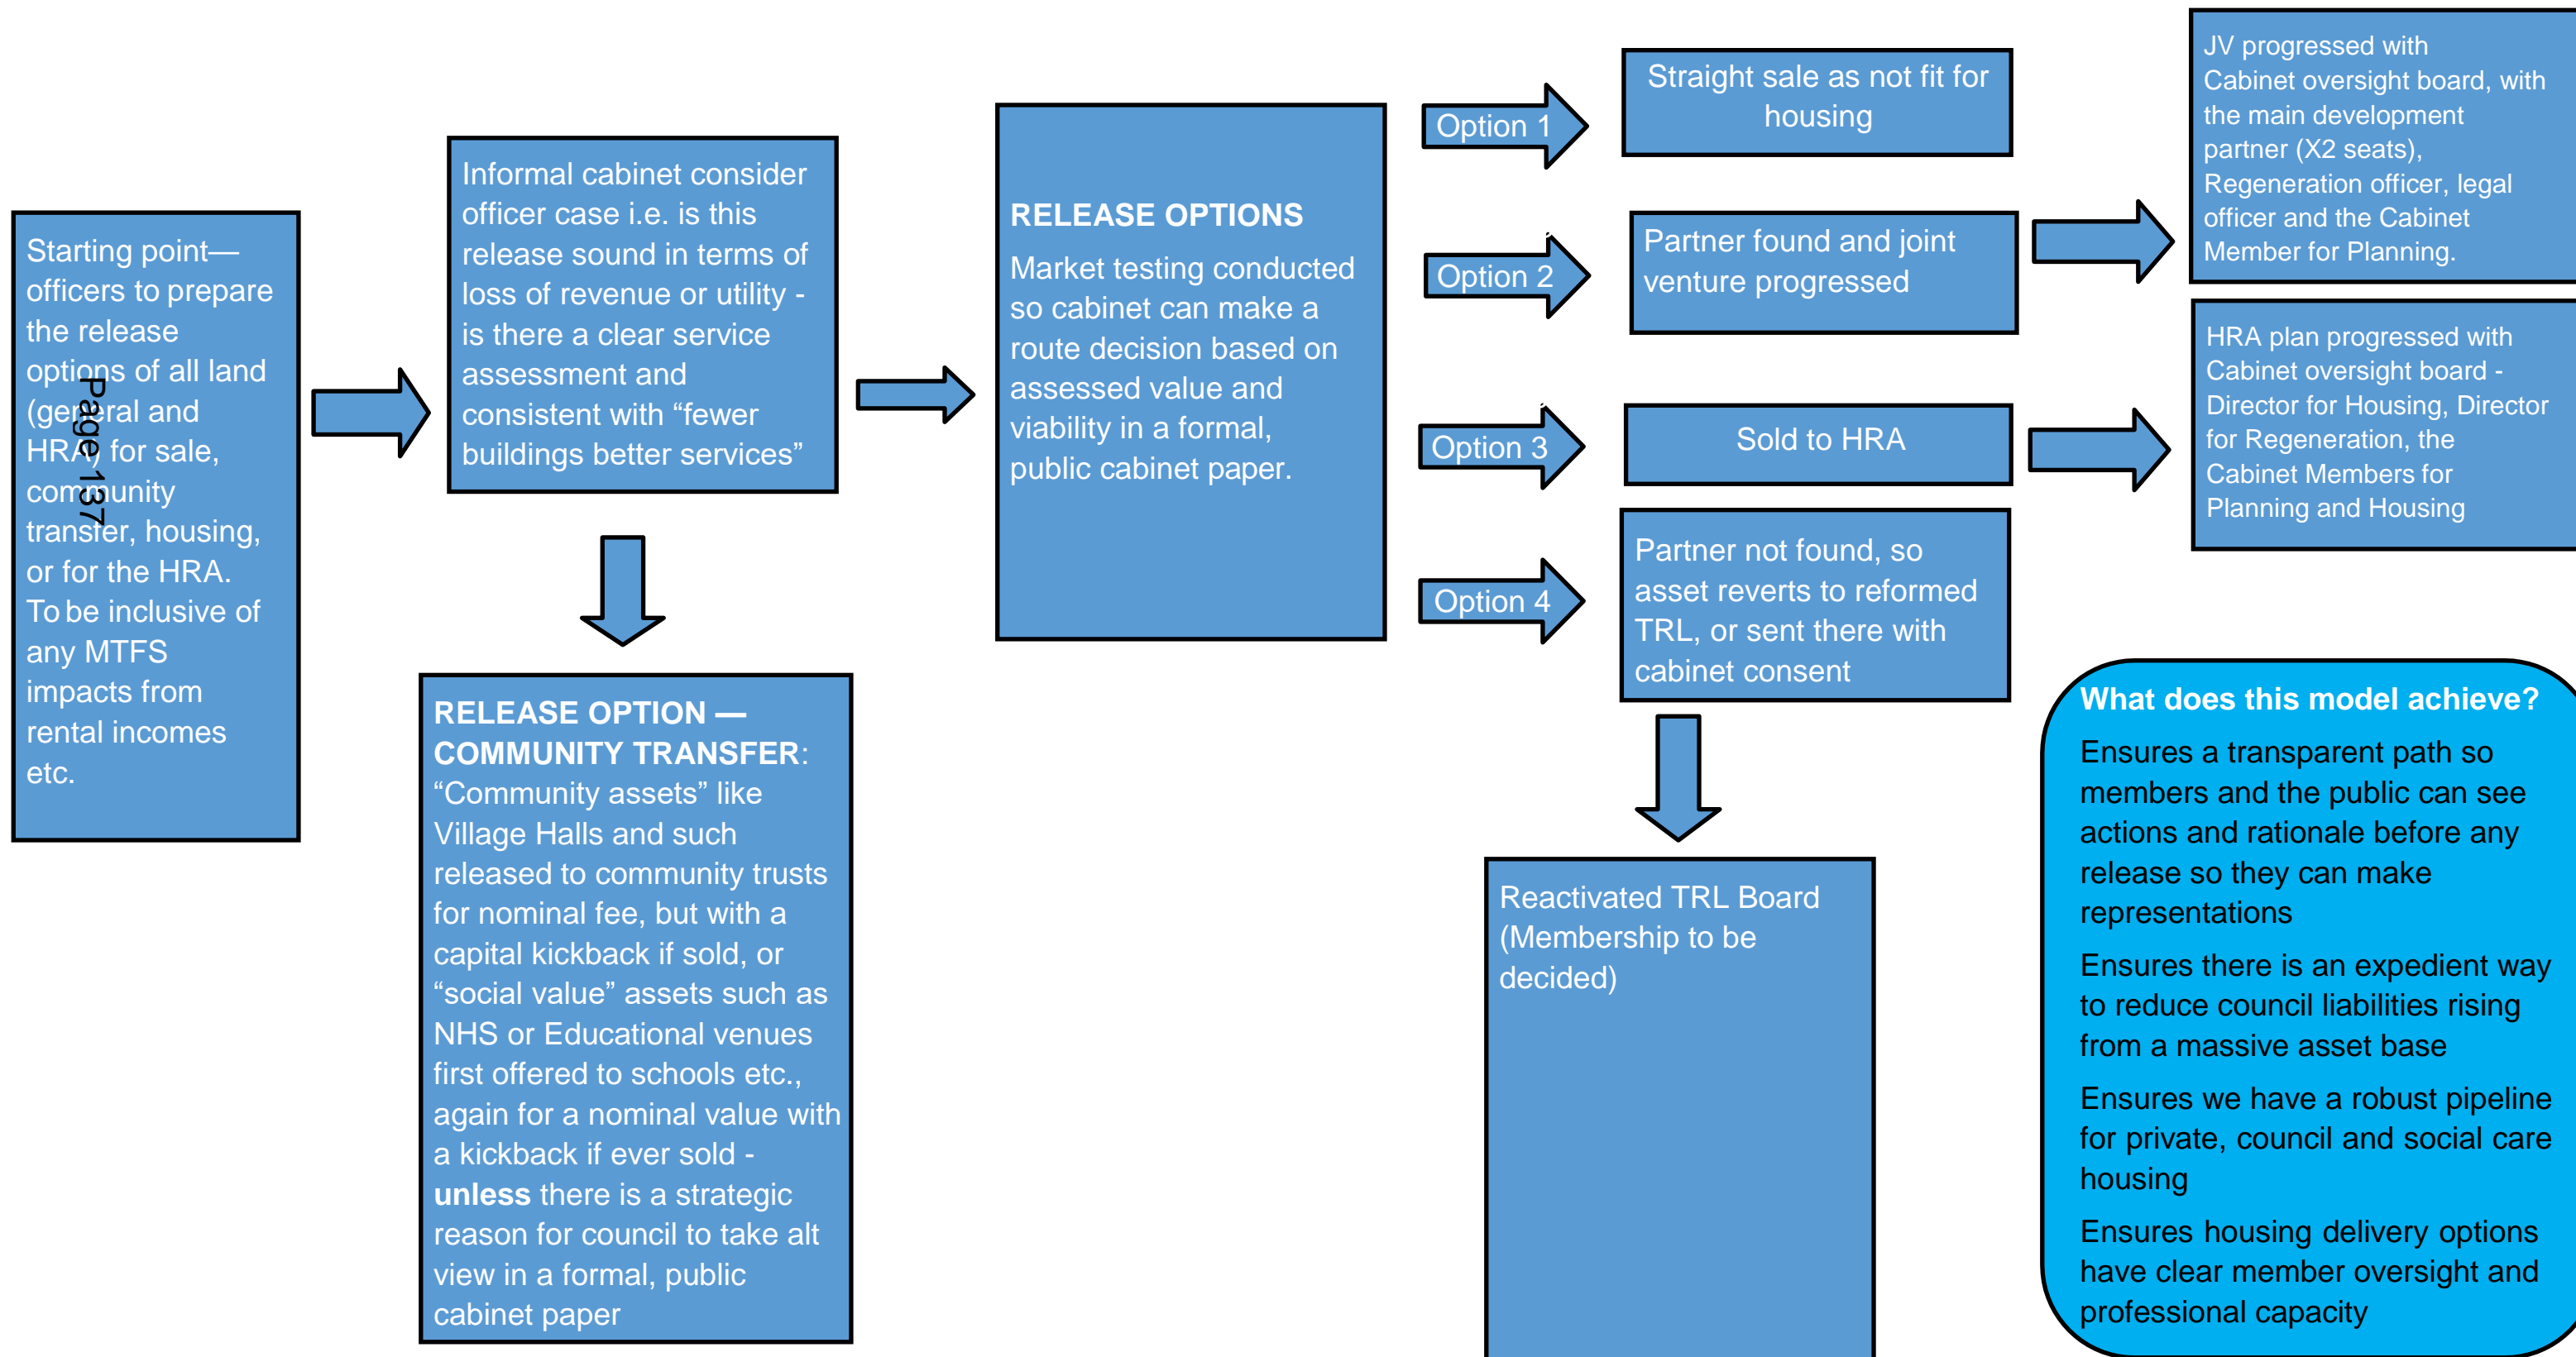 Starting point—
officers to prepare
the release
options of all land
(general and
HRA) for sale,
community
transfer, housing,
or for the HRA.
To be inclusive of
any MTFS
impacts from
rental incomes
etc.
Page 137
Informal cabinet consider
officer case i.e. is this
release sound in terms of
loss of revenue or utility -
is there a clear service
assessment and
consistent with “fewer
buildings better services”
RELEASE OPTION —
COMMUNITY TRANSFER:
“Community assets” like
Village Halls and such
released to community trusts
for nominal fee, but with a
capital kickback if sold, or
“social value” assets such as
NHS or Educational venues
first offered to schools etc.,
again for a nominal value with
a kickback if ever sold -
unless there is a strategic
reason for council to take alt
view in a formal, public
cabinet paper
RELEASE OPTIONS
Market testing conducted
so cabinet can make a
route decision based on
assessed value and
viability in a formal,
public cabinet paper.
Option 1
Straight sale as not fit for
housing
Option 2
Partner found and joint
venture progressed
JV progressed with
Cabinet oversight board, with
the main development
partner (X2 seats),
Regeneration officer, legal
officer and the Cabinet
Member for Planning.
Option 3
Sold to HRA
HRA plan progressed with
Cabinet oversight board -
Director for Housing, Director
for Regeneration, the
Cabinet Members for
Planning and Housing
Option 4
Partner not found, so
asset reverts to reformed
TRL, or sent there with
cabinet consent
Reactivated TRL Board
(Membership to be
decided)
What does this model achieve?
Ensures a transparent path so
members and the public can see
actions and rationale before any
release so they can make
representations
Ensures there is an expedient way
to reduce council liabilities rising
from a massive asset base
Ensures we have a robust pipeline
for private, council and social care
housing
Ensures housing delivery options
have clear member oversight and
professional capacity